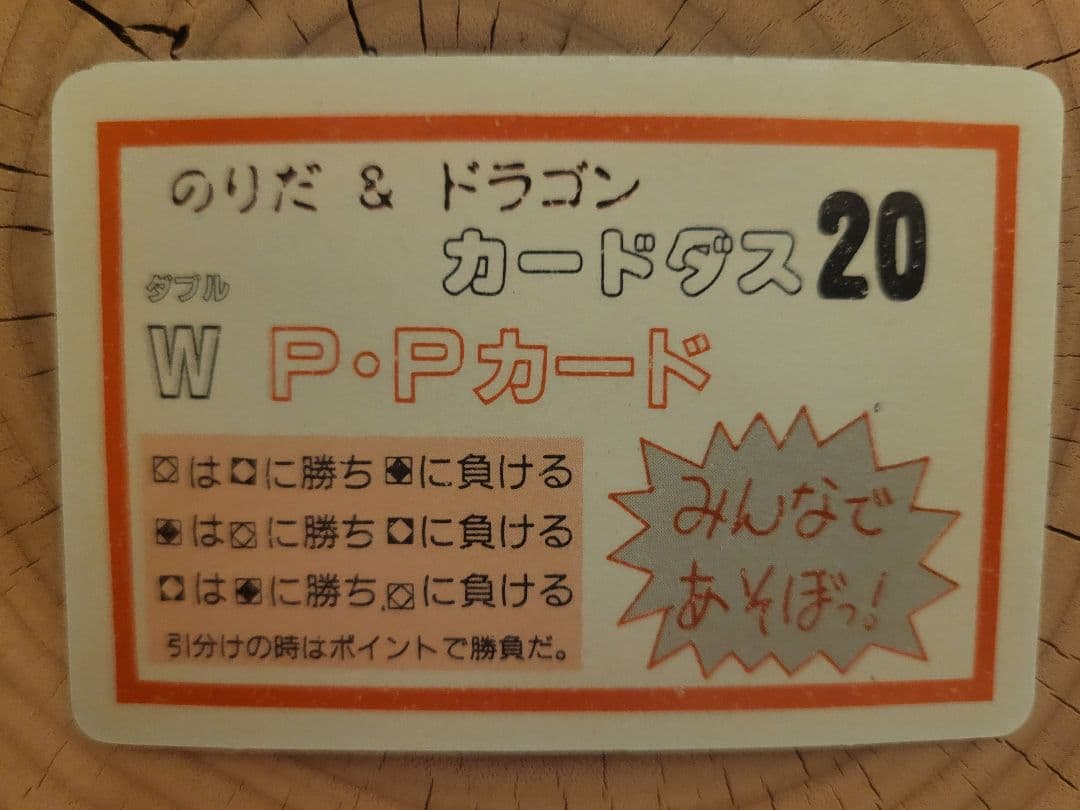 のりだ & ドラゴン
カードダス20
ダブル
W P・Pカード
は に勝ち に負ける
は に勝ち に負ける
は に勝ち に負ける
引分けの時はポイントで勝負だ。
みんなで
あそぼっ!